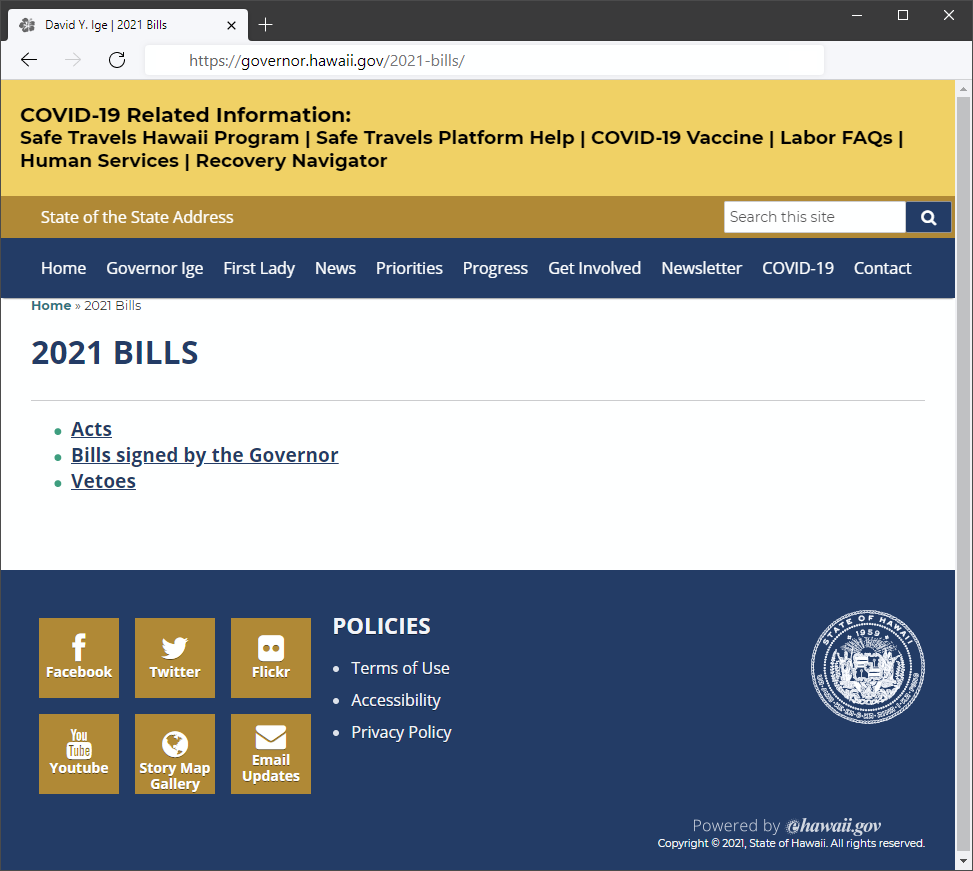 David Y. Ige | 2021 Bills
https://governor.hawaii.gov/2021-bills/
COVID-19 Related Information:
Safe Travels Hawaii Program | Safe Travels Platform Help | COVID-19 Vaccine | Labor FAQs |
Human Services | Recovery Navigator
State of the State Address
Search this site
Home Governor Ige First Lady News Priorities Progress Get Involved Newsletter COVID-19 Contact
Home » 2021 Bills
2021 BILLS
Acts
Bills signed by the Governor
Vetoes
Facebook
Twitter
Flickr
You
Tube
Youtube
Story Map
Gallery
Email
Updates
POLICIES
Terms of Use
Accessibility
Privacy Policy
STATE OF HAWAII
1959
Powered by ehawaii.gov
Copyright © 2021, State of Hawaii. All rights reserved.